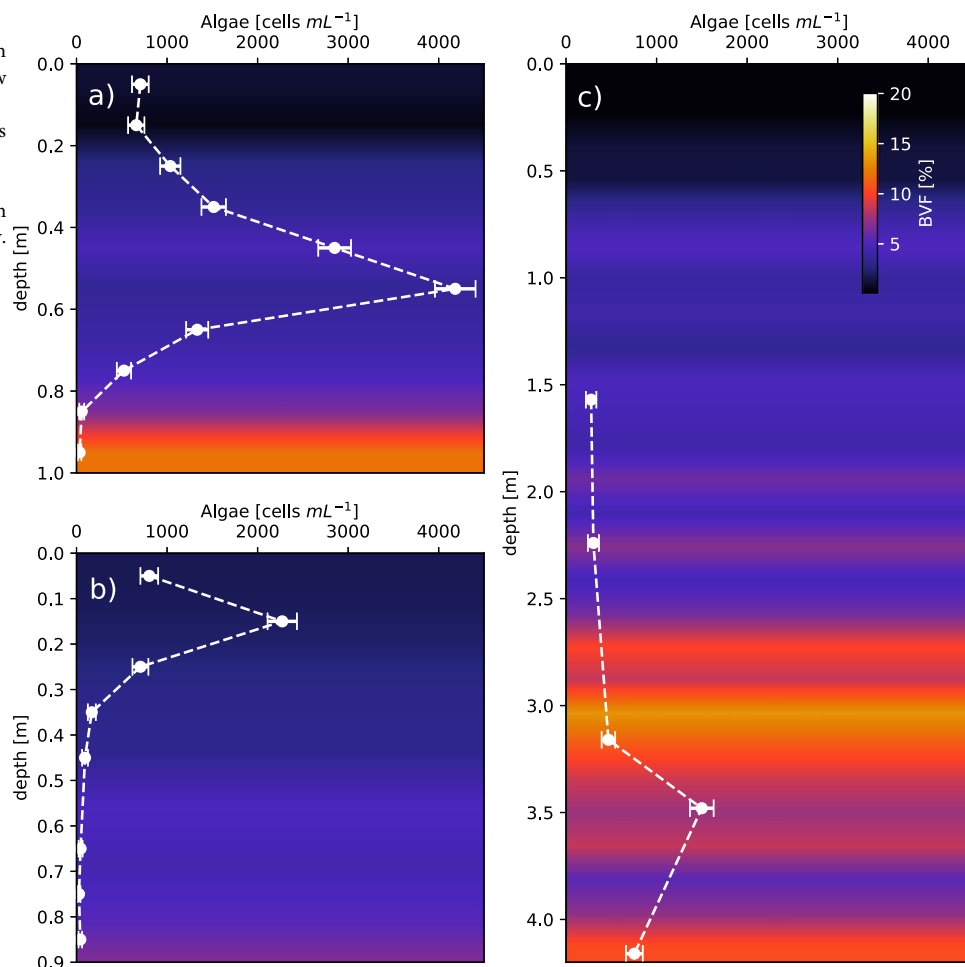 n
w
s
n
.
Algae [cells mL⁻¹]
0 1000 2000 3000 4000
a)
depth [m]
0.0
0.2
0.4
0.6
0.8
1.0
Algae [cells mL⁻¹]
0 1000 2000 3000 4000
b)
depth [m]
0.0
0.1
0.2
0.3
0.4
0.5
0.6
0.7
0.8
0.9
Algae [cells mL⁻¹]
0 1000 2000 3000 4000
c)
depth [m]
0.0
0.5
1.0
1.5
2.0
2.5
3.0
3.5
4.0
BVF [%]
20
15
10
5